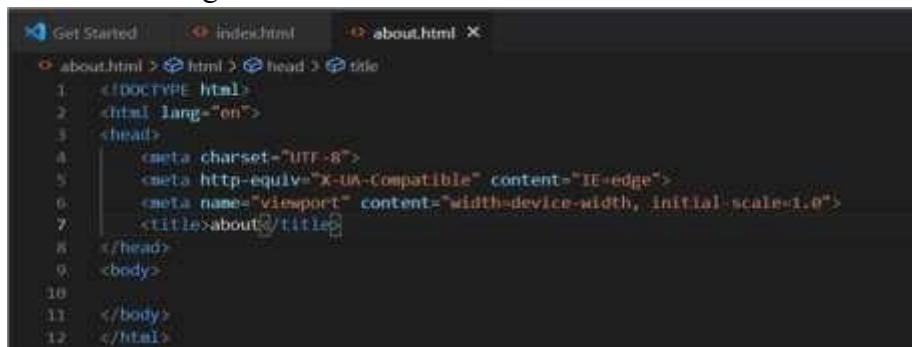 Get Started index.html about.html ×
about.html > html > head > title
1 <!DOCTYPE html>
2 <html lang="en">
3 <head>
4 <meta charset="UTF-8">
5 <meta http-equiv="X-UA-Compatible" content="IE=edge">
6 <meta name="viewport" content="width=device-width, initial-scale=1.0">
7 <title>about</title>
8 </head>
9 <body>
10
11 </body>
12 </html>